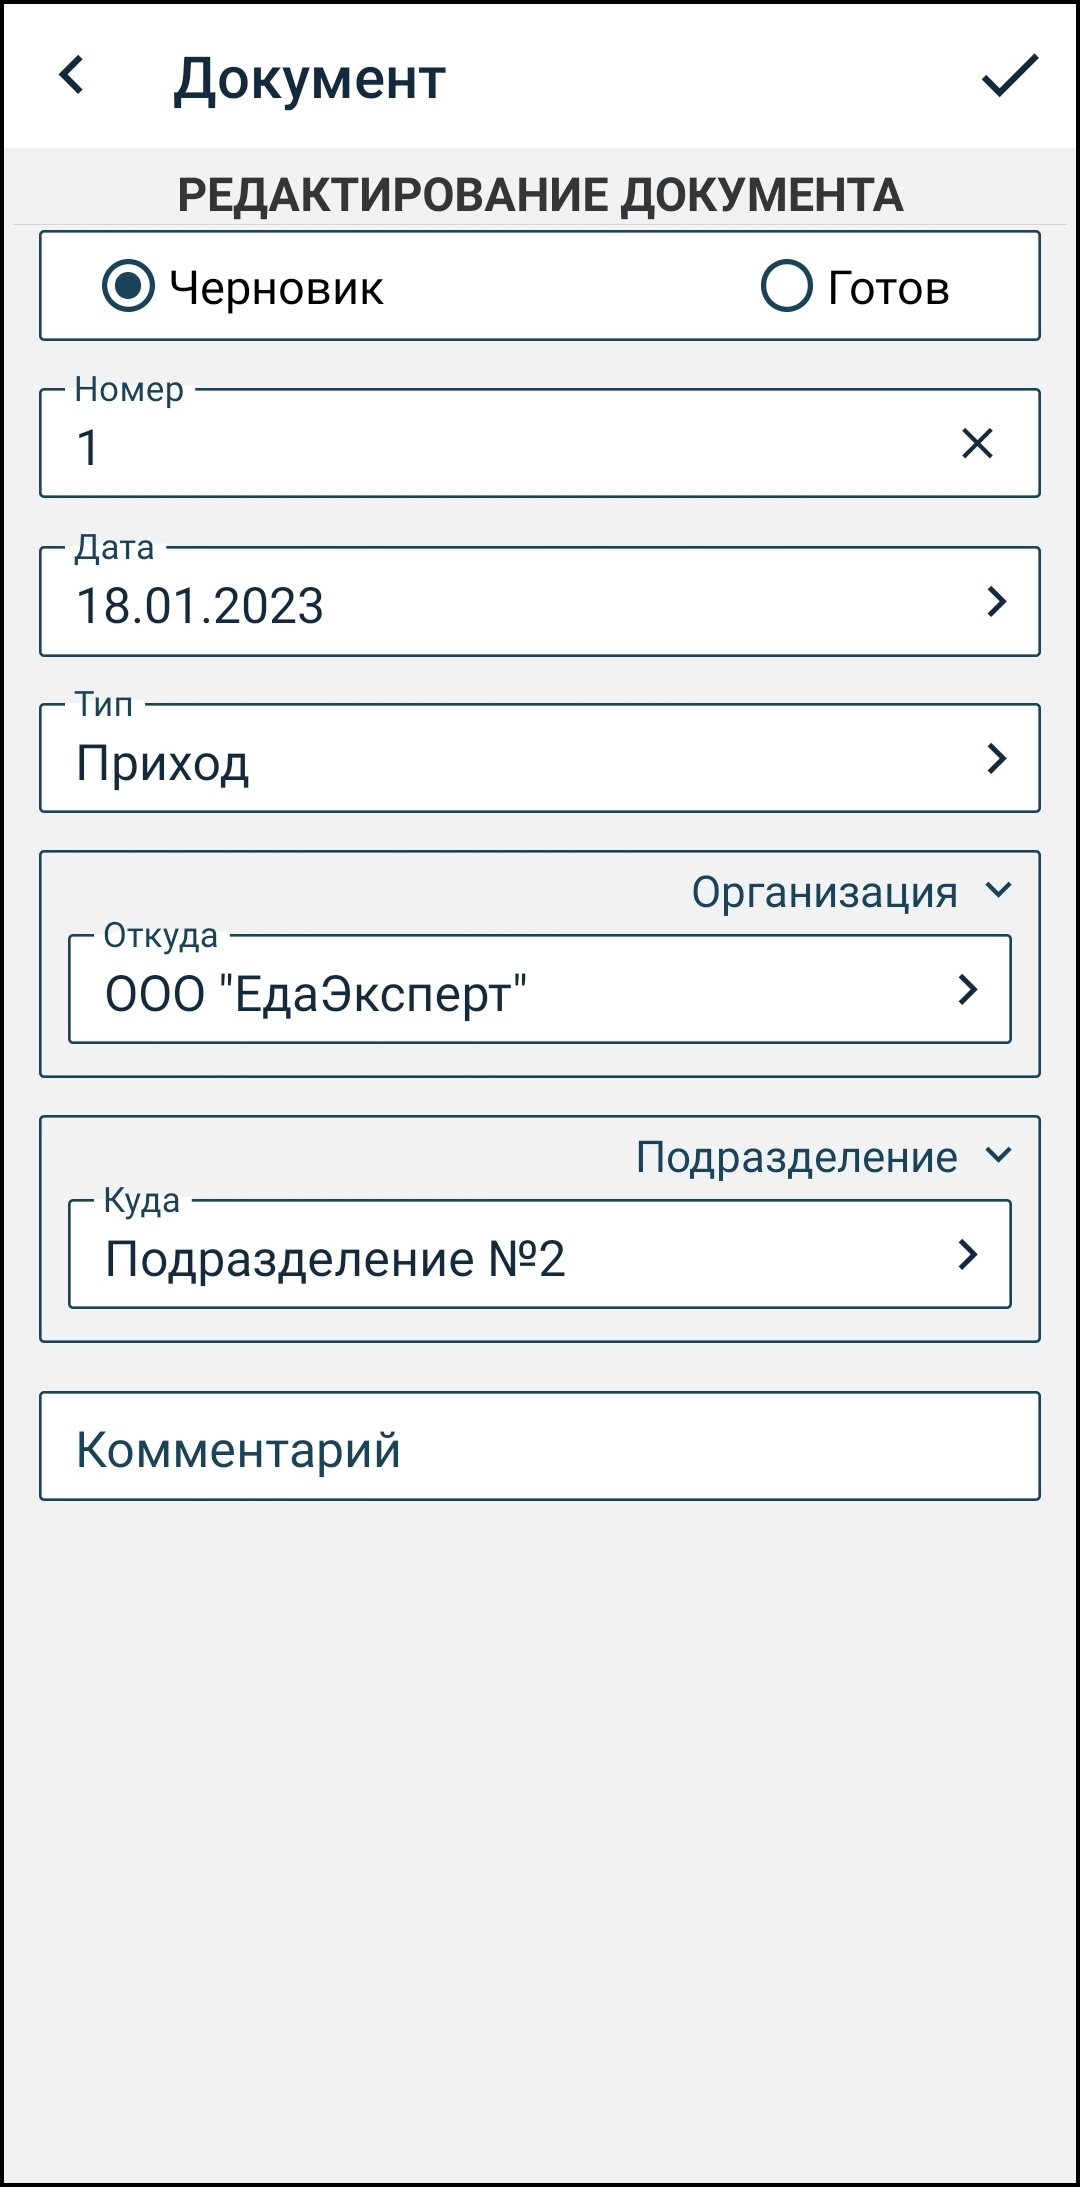 Документ
РЕДАКТИРОВАНИЕ ДОКУМЕНТА
Черновик Готов
Номер
1
Дата
18.01.2023
Тип
Приход
Организация
Откуда
ООО "ЕдаЭксперт"
Подразделение
Куда
Подразделение №2
Комментарий